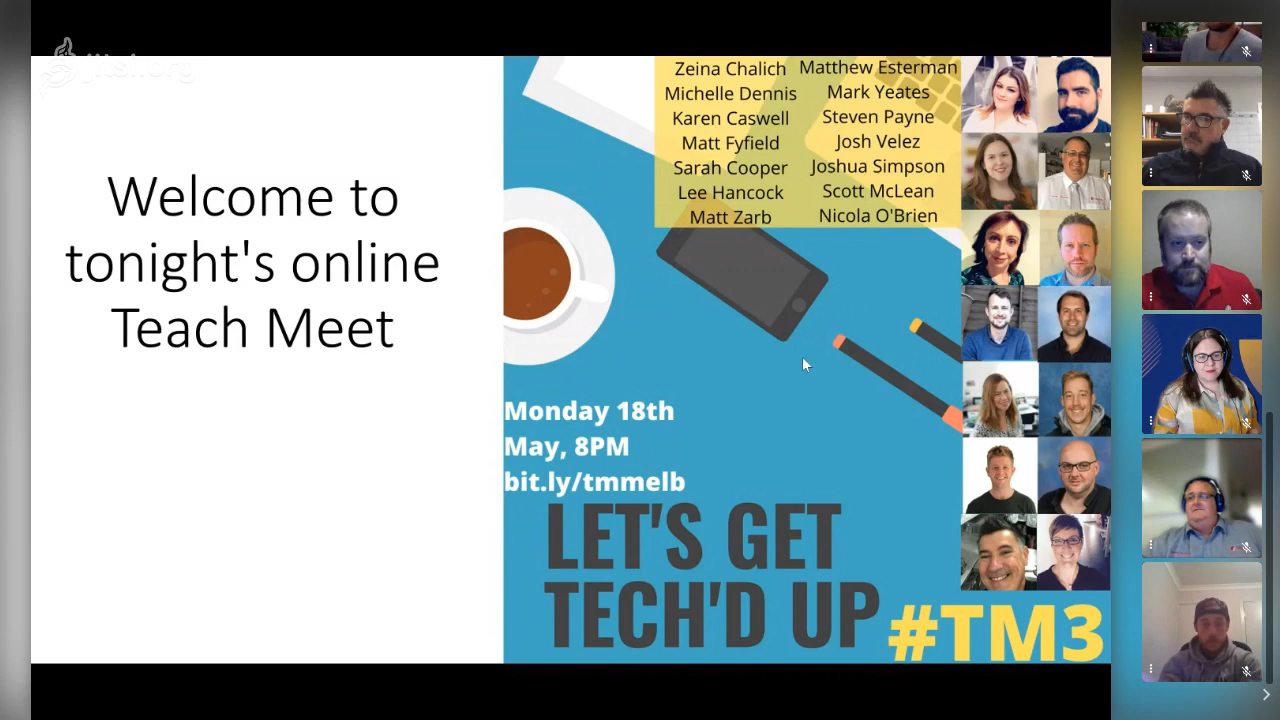 jitsi.org
Welcome to
tonight's online
Teach Meet
Zeina Chalich
Michelle Dennis
Karen Caswell
Matt Fyfield
Sarah Cooper
Lee Hancock
Matt Zarb
Matthew Esterman
Mark Yeates
Steven Payne
Josh Velez
Joshua Simpson
Scott McLean
Nicola O'Brien
Monday 18th
May, 8PM
bit.ly/tmmelb
LET'S GET
TECH'D UP
#TM3